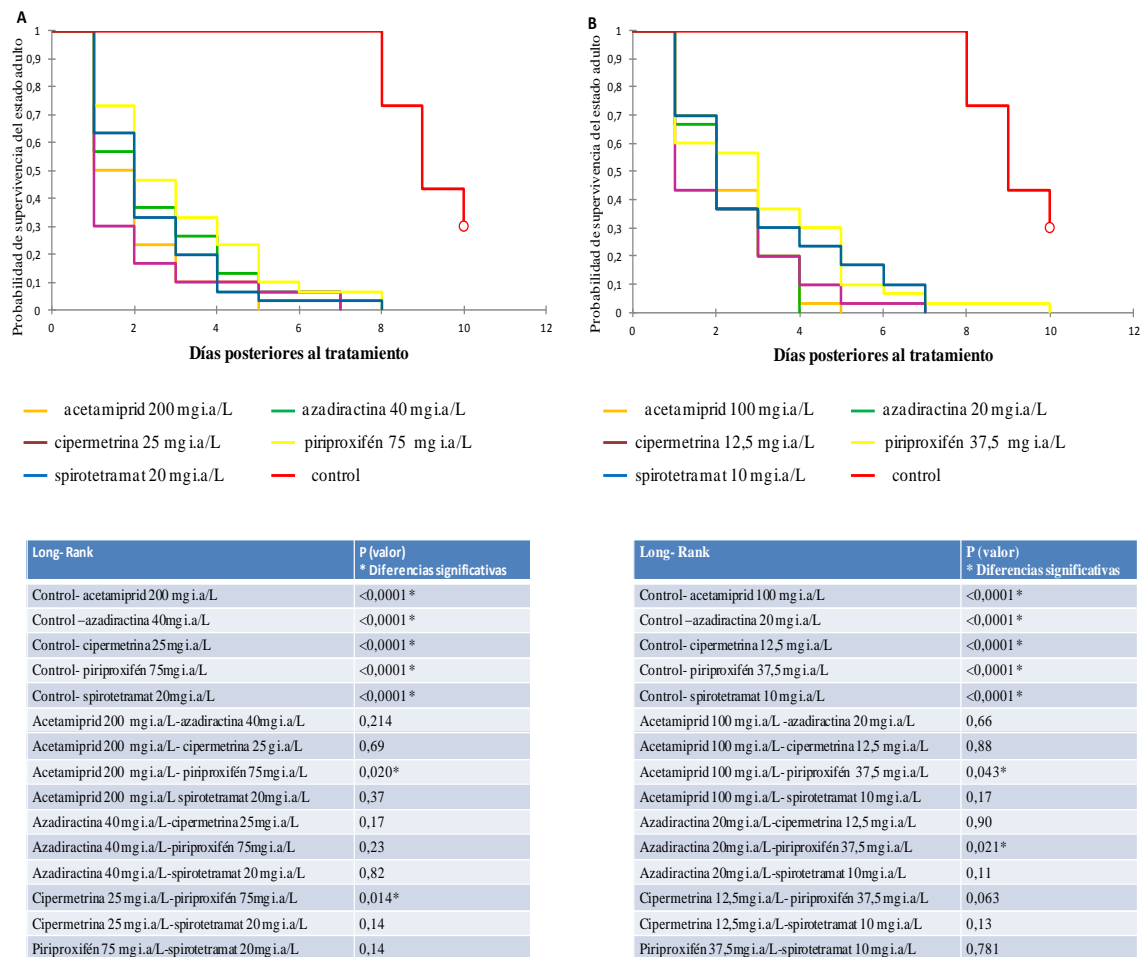 A
Probabilidad de supervivencia del estado adulto
1
0,9
0,8
0,7
0,6
0,5
0,4
0,3
0,2
0,1
0
0 2 4 6 8 10 12
Días posteriores al tratamiento
acetamiprid 200 mg i.a/L azadiractina 40 mg i.a/L
cipermetrina 25 mg i.a/L piriproxifén 75 mg i.a/L
spirotetramat 20 mg i.a/L control
Long- Rank P (valor)
* Diferencias significativas
Control- acetamiprid 200 mg i.a/L <0,0001 *
Control –azadiractina 40mg i.a/L <0,0001 *
Control- cipermetrina 25mg i.a/L <0,0001 *
Control- piriproxifén 75mg i.a/L <0,0001 *
Control- spirotetramat 20mg i.a/L <0,0001 *
Acetamiprid 200 mg i.a/L-azadiractina 40mg i.a/L 0,214
Acetamiprid 200 mg i.a/L- cipermetrina 25 g i.a/L 0,69
Acetamiprid 200 mg i.a/L- piriproxifén 75mg i.a/L 0,020*
Acetamiprid 200 mg i.a/L spirotetramat 20mg i.a/L 0,37
Azadiractina 40 mg i.a/L-cipermetrina 25mg i.a/L 0,17
Azadiractina 40 mg i.a/L-piriproxifén 75mg i.a/L 0,23
Azadiractina 40 mg i.a/L-spirotetramat 20 mg i.a/L 0,82
Cipermetrina 25 mg i.a/L-piriproxifén 75mg i.a/L 0,014*
Cipermetrina 25 mg i.a/L-spirotetramat 20 mg i.a/L 0,14
Piriproxifén 75 mg i.a/L-spirotetramat 20mg i.a/L 0,14
B
Probabilidad de supervivencia del estado adulto
1
0,9
0,8
0,7
0,6
0,5
0,4
0,3
0,2
0,1
0
0 2 4 6 8 10 12
Días posteriores al tratamiento
acetamiprid 100 mg i.a/L azadiractina 20 mg i.a/L
cipermetrina 12,5 mg i.a/L piriproxifén 37,5 mg i.a/L
spirotetramat 10 mg i.a/L control
Long- Rank P (valor)
* Diferencias significativas
Control- acetamiprid 100 mg i.a/L <0,0001 *
Control –azadiractina 20 mg i.a/L <0,0001 *
Control- cipermetrina 12,5 mg i.a/L <0,0001 *
Control- piriproxifén 37,5 mg i.a/L <0,0001 *
Control- spirotetramat 10 mg i.a/L <0,0001 *
Acetamiprid 100 mg i.a/L -azadiractina 20 mg i.a/L 0,66
Acetamiprid 100 mg i.a/L- cipermetrina 12,5 mg i.a/L 0,88
Acetamiprid 100 mg i.a/L- piriproxifén 37,5 mg i.a/L 0,043*
Acetamiprid 100 mg i.a/L- spirotetramat 10 mg i.a/L 0,17
Azadiractina 20mg i.a/L-cipermetrina 12,5 mg i.a/L 0,90
Azadiractina 20mg i.a/L-piriproxifén 37,5 mg i.a/L 0,021*
Azadiractina 20mg i.a/L-spirotetramat 10mg i.a/L 0,11
Cipermetrina 12,5mg i.a/L- piriproxifén 37,5 mg i.a/L 0,063
Cipermetrina 12,5mg i.a/L-spirotetramat 10 mg i.a/L 0,13
Piriproxifén 37,5mg i.a/L-spirotetramat 10 mg i.a/L 0,781